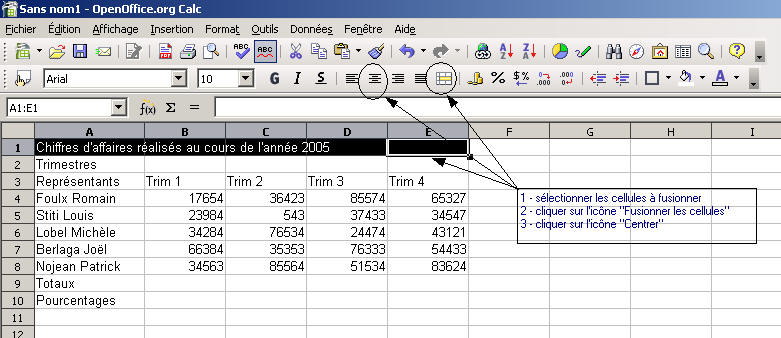 Sans nom1 - OpenOffice.org Calc
Fichier Édition Affichage Insertion Format Outils Données Fenêtre Aide
ABC ABC
Arial 10 G I S
A1:E1 f(x) Σ =
A B C D E F G H I
1 Chiffres d'affaires réalisés au cours de l'année 2005
2 Trimestres
3 Représentants Trim 1 Trim 2 Trim 3 Trim 4
4 Foulx Romain 17654 36423 85574 65327
5 Stiti Louis 23984 543 37433 34547
6 Lobel Michèle 34284 76534 24474 43121
7 Berlaga Joël 66384 35353 76333 54433
8 Nojean Patrick 34563 85564 51534 83624
9 Totaux
10 Pourcentages
11
12
1 - sélectionner les cellules à fusionner
2 - cliquer sur l'icône "Fusionner les cellules"
3 - cliquer sur l'icône "Centrer"